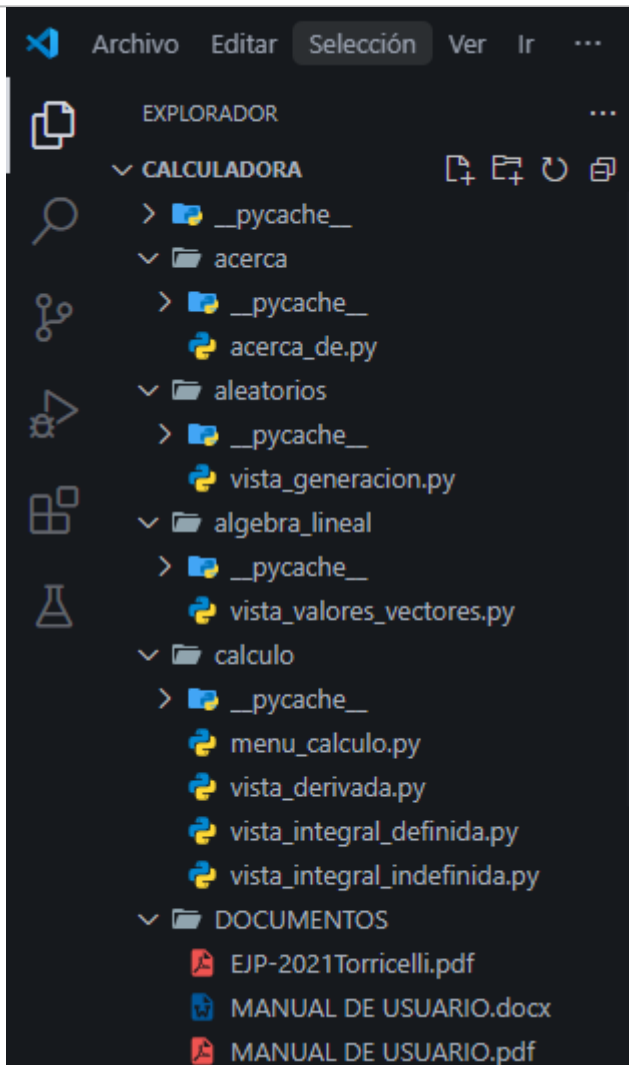 Archivo Editar Selección Ver Ir ...
EXPLORADOR ...
CALCULADORA
__pycache__
acerca
__pycache__
acerca_de.py
aleatorios
__pycache__
vista_generacion.py
algebra_lineal
__pycache__
vista_valores_vectores.py
calculo
__pycache__
menu_calculo.py
vista_derivada.py
vista_integral_definida.py
vista_integral_indefinida.py
DOCUMENTOS
EJP-2021Torricelli.pdf
MANUAL DE USUARIO.docx
MANUAL DE USUARIO.pdf